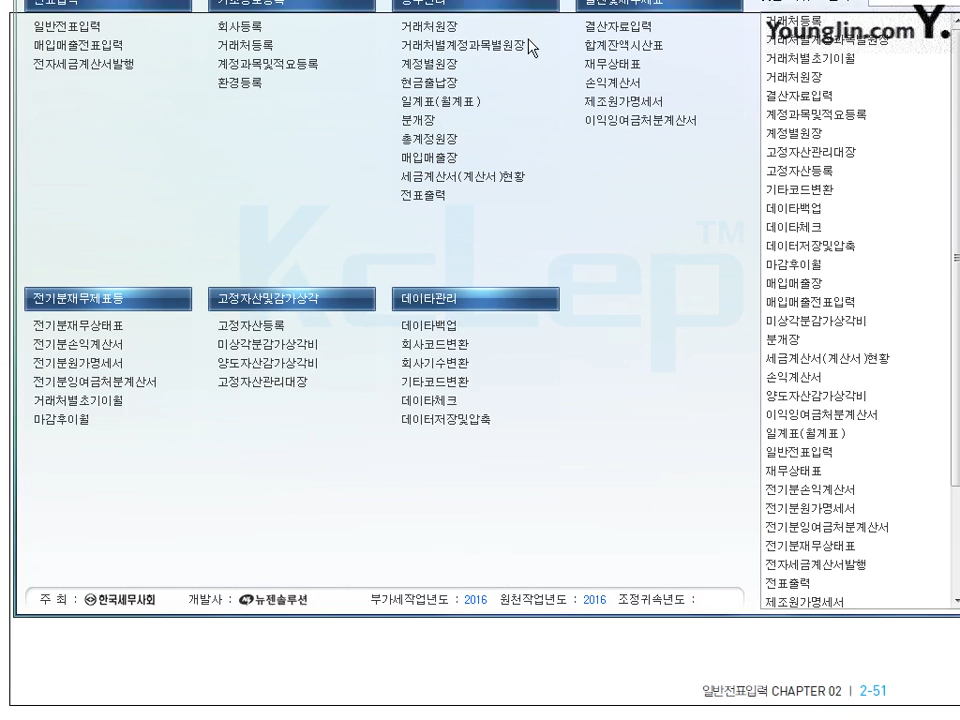 YoungJin.com Y.
일반전표입력
매입매출전표입력
전자세금계산서발행
회사등록
거래처등록
계정과목및적요등록
환경등록
거래처원장
거래처별계정과목별원장
계정별원장
현금출납장
일계표(월계표)
분개장
총계정원장
매입매출장
세금계산서(계산서)현황
전표출력
결산자료입력
합계잔액시산표
재무상태표
손익계산서
제조원가명세서
이익잉여금처분계산서
KcLep TM
전기분재무제표등
전기분재무상태표
전기분손익계산서
전기분원가명세서
전기분잉여금처분계산서
거래처별초기이월
마감후이월
고정자산및감가상각
고정자산등록
미상각분감가상각비
양도자산감가상각비
고정자산관리대장
데이타관리
데이타백업
회사코드변환
회사기수변환
기타코드변환
데이타체크
데이터저장및압축
거래처등록
거래처별계정과목별원장
거래처별초기이월
거래처원장
결산자료입력
계정과목및적요등록
계정별원장
고정자산관리대장
고정자산등록
기타코드변환
데이타백업
데이타체크
데이터저장및압축
마감후이월
매입매출장
매입매출전표입력
미상각분감가상각비
분개장
세금계산서(계산서)현황
손익계산서
양도자산감가상각비
이익잉여금처분계산서
일계표(월계표)
일반전표입력
재무상태표
전기분손익계산서
전기분원가명세서
전기분잉여금처분계산서
전기분재무상태표
전자세금계산서발행
전표출력
제조원가명세서
주 최 : 한국세무사회 개발사 : 뉴젠솔루션 부가세작업년도 : 2016 원천작업년도 : 2016 조정귀속년도 :
일반전표입력 CHAPTER 02 | 2-51